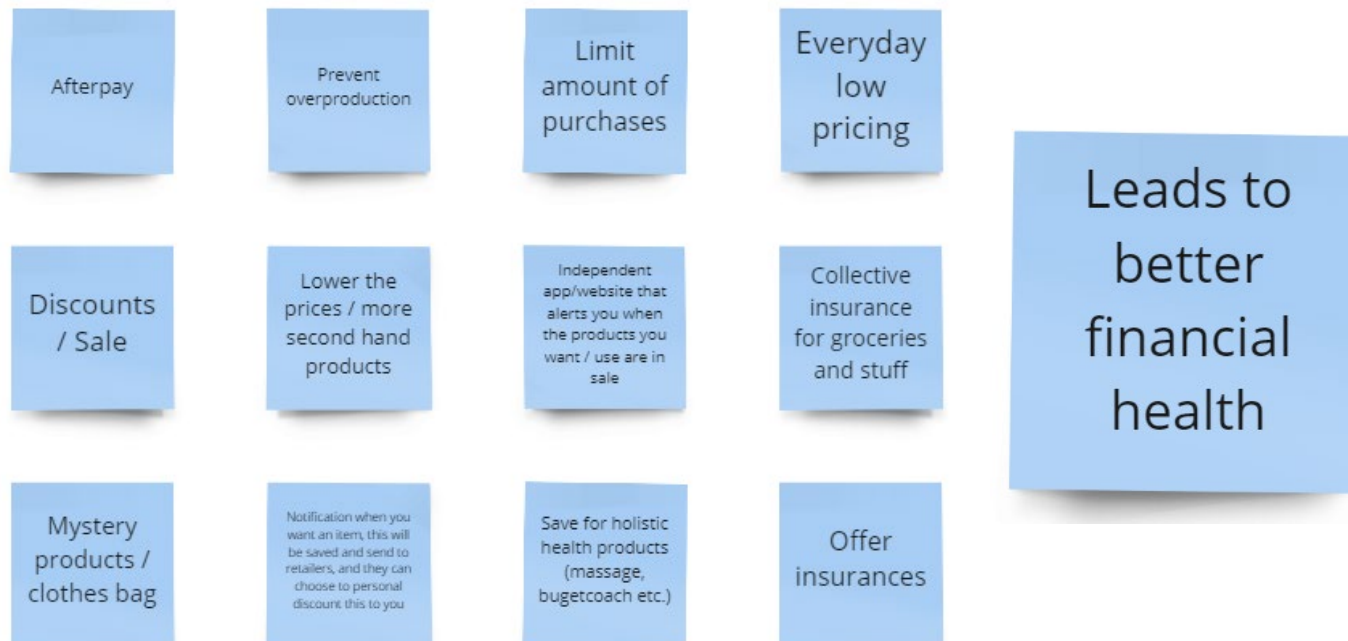 Afterpay
Prevent
overproduction
Limit
amount of
purchases
Everyday
low
pricing
Leads to
better
financial
health
Discounts
/ Sale
Lower the
prices / more
second hand
products
Independent
app/website that
alerts you when
the products you
want / use are in
sale
Collective
insurance
for groceries
and stuff
Mystery
products /
clothes bag
Notification when you
want an item, this will
be saved and send to
retailers, and they can
choose to personal
discount this to you
Save for holistic
health products
(massage,
bugetcoach etc.)
Offer
insurances